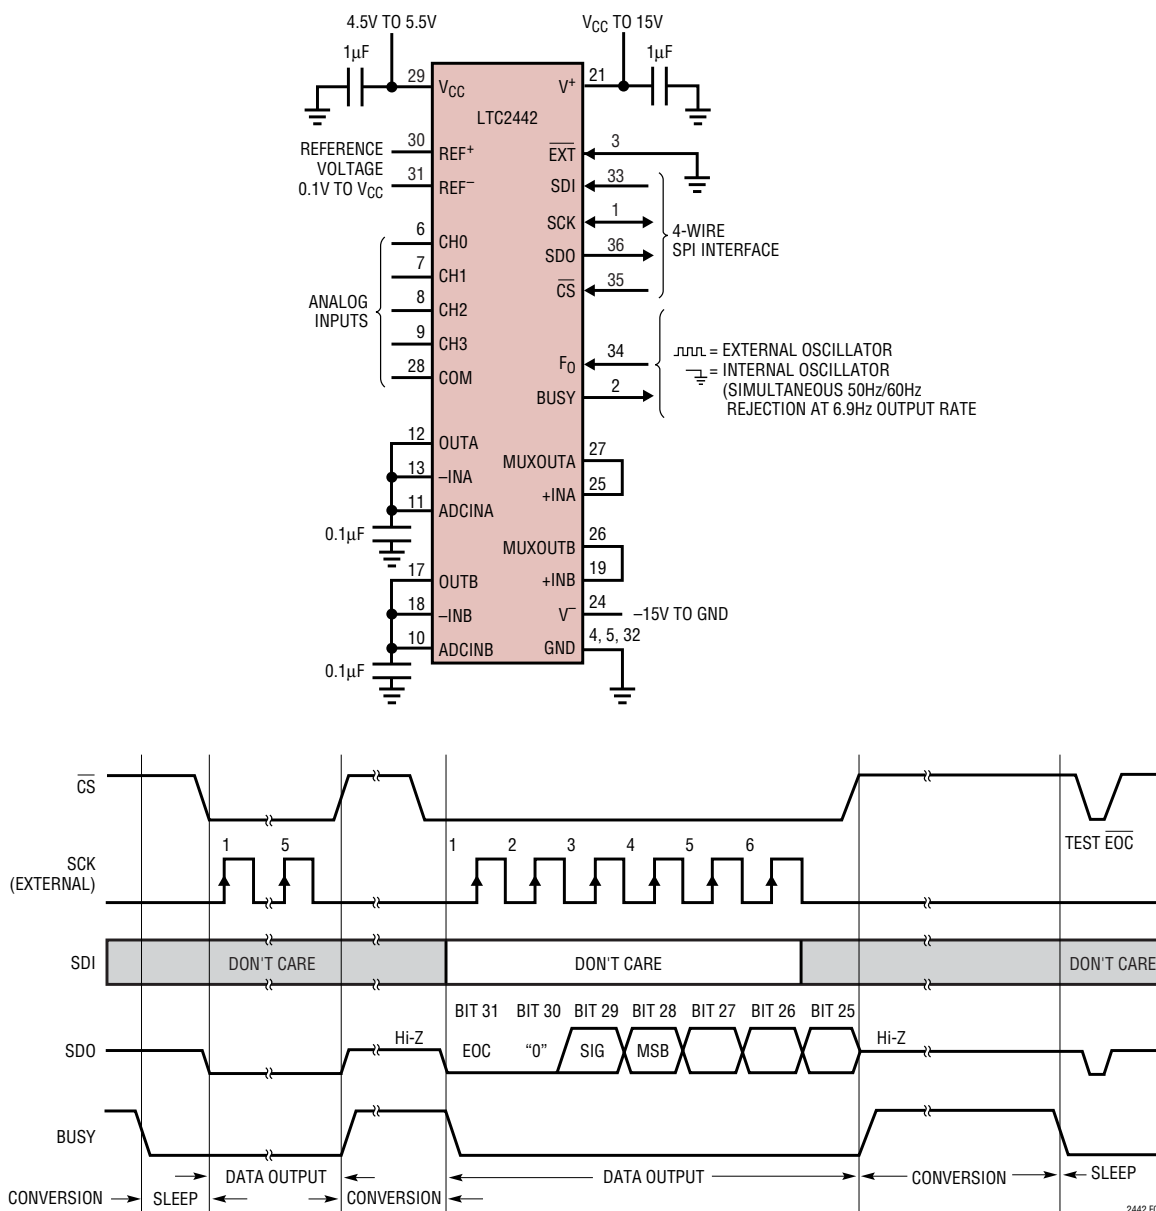 4.5V TO 5.5V
VCC TO 15V
1µF
1µF
29
VCC
V+
21
LTC2442
REFERENCE
VOLTAGE
0.1V TO VCC
30
REF+
31
REF–
EXT
3
SDI
33
SCK
1
SDO
36
CS
35
4-WIRE
SPI INTERFACE
ANALOG
INPUTS
6
CH0
7
CH1
8
CH2
9
CH3
28
COM
FO
34
BUSY
2
= EXTERNAL OSCILLATOR
= INTERNAL OSCILLATOR
(SIMULTANEOUS 50Hz/60Hz
REJECTION AT 6.9Hz OUTPUT RATE
12
OUTA
13
–INA
11
ADCINA
0.1µF
MUXOUTA
27
+INA
25
MUXOUTB
26
+INB
19
17
OUTB
18
–INB
10
ADCINB
0.1µF
V–
24
–15V TO GND
GND
4, 5, 32
CS
TEST EOC
SCK
(EXTERNAL)
1 5 1 2 3 4 5 6
SDI
DON'T CARE DON'T CARE DON'T CARE
BIT 31 BIT 30 BIT 29 BIT 28 BIT 27 BIT 26 BIT 25
SDO
Hi-Z EOC “0” SIG MSB Hi-Z
BUSY
DATA OUTPUT DATA OUTPUT CONVERSION SLEEP
CONVERSION SLEEP CONVERSION